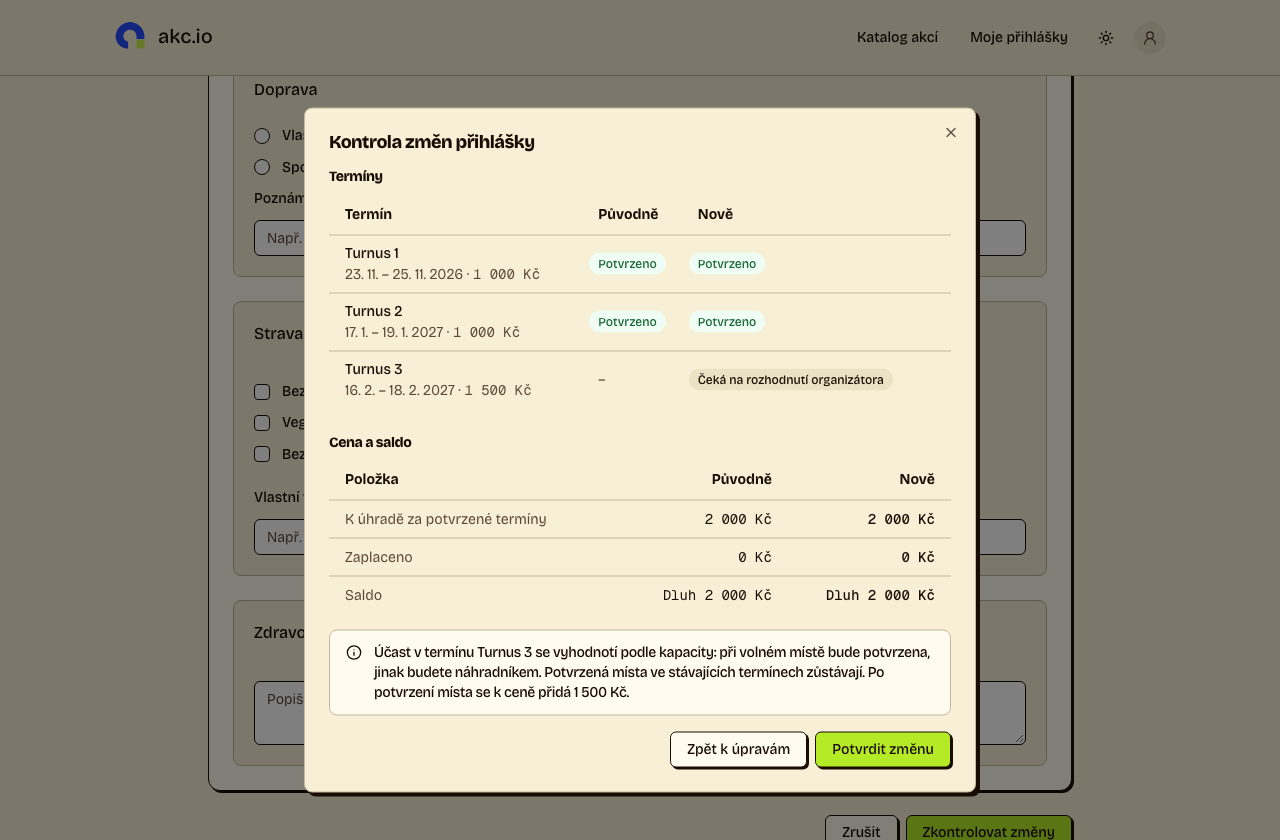 akc.io
Katalog akcí
Moje přihlášky
Doprava
Kontrola změn přihlášky
Termíny
Termín Původně Nově
Turnus 1
23. 11. – 25. 11. 2026 · 1 000 Kč
Potvrzeno
Potvrzeno
Turnus 2
17. 1. – 19. 1. 2027 · 1 000 Kč
Potvrzeno
Potvrzeno
Turnus 3
16. 2. – 18. 2. 2027 · 1 500 Kč
–
Čeká na rozhodnutí organizátora
Cena a saldo
Položka Původně Nově
K úhradě za potvrzené termíny 2 000 Kč 2 000 Kč
Zaplaceno 0 Kč 0 Kč
Saldo Dluh 2 000 Kč Dluh 2 000 Kč
Účast v termínu Turnus 3 se vyhodnotí podle kapacity: při volném místě bude potvrzena,
jinak budete náhradníkem. Potvrzená místa ve stávajících termínech zůstávají. Po
potvrzení místa se k ceně přidá 1 500 Kč.
Zpět k úpravám
Potvrdit změnu
Strava
Bez
Bez
Vlastní
Např.
Např.
Zrušit
Zkontrolovat změny